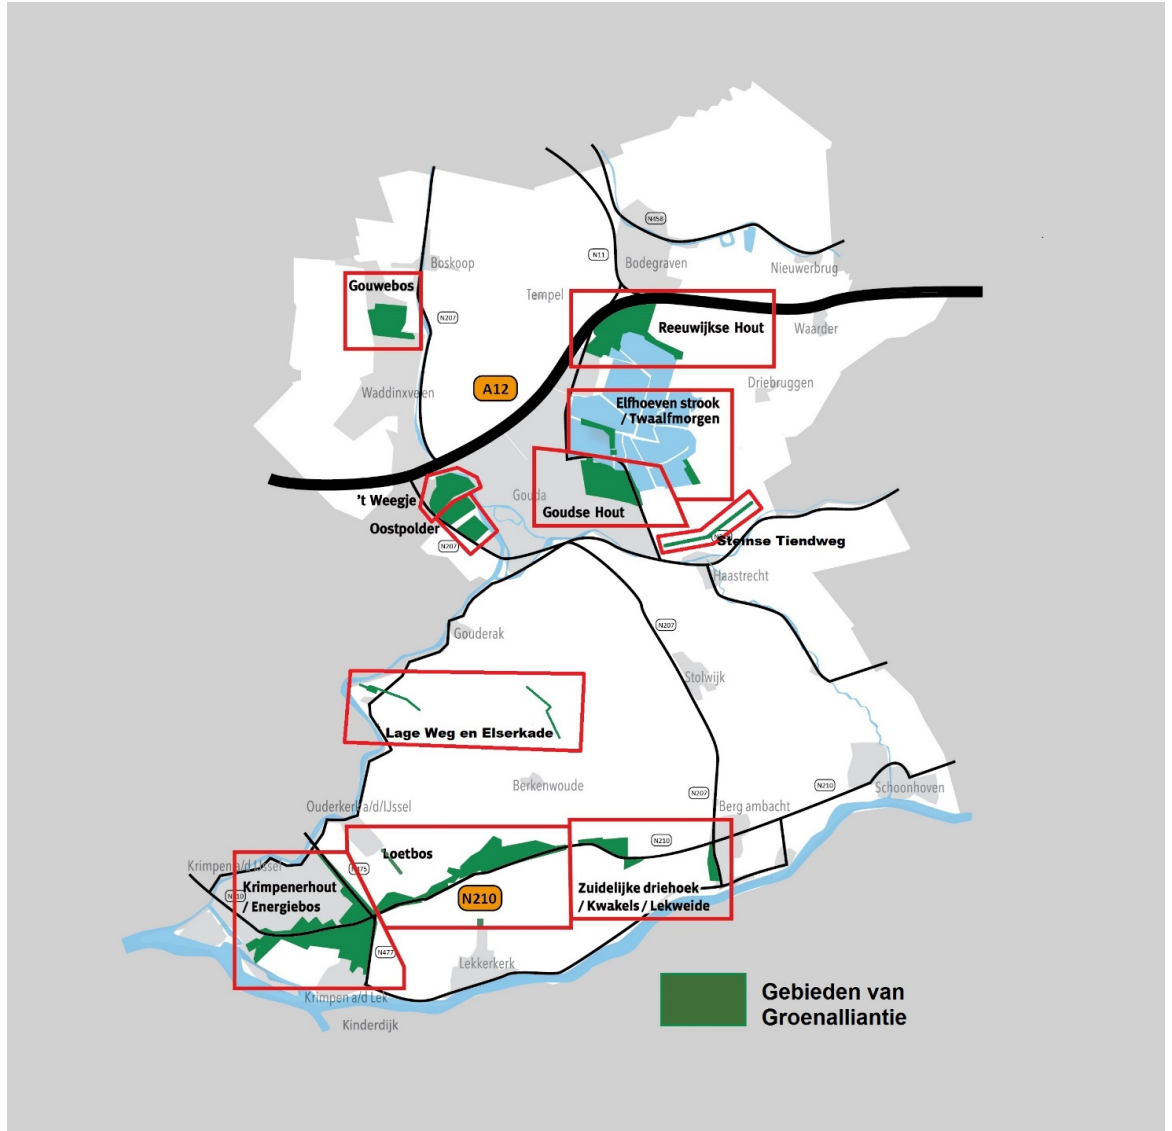 N458
N11
Bodegraven
Boskoop
Nieuwerbrug
Gouwebos
Tempel
N207
Reeuwijkse Hout
Waarder
A12
Driebruggen
Waddinxveen
Elfhoeven strook
/ Twaalfmorgen
't Weegje
Gouda
Goudse Hout
Oostpolder
Steinse Tiendweg
N207
Haastrecht
N207
Gouderak
Stolwijk
Lage Weg en Elserkade
Berkenwoude
N207
N210
Schoonhoven
Ouderkerk a/d/IJssel
Berg ambacht
N210
Loetbos
Krimpen a/d IJssel
Krimpenerhout
/ Energiebos
Zuidelijke driehoek
/ Kwakels / Lekweide
N210
N477
Lekkerkerk
Krimpen a/d Lek
Kinderdijk
Gebieden van
Groenalliantie